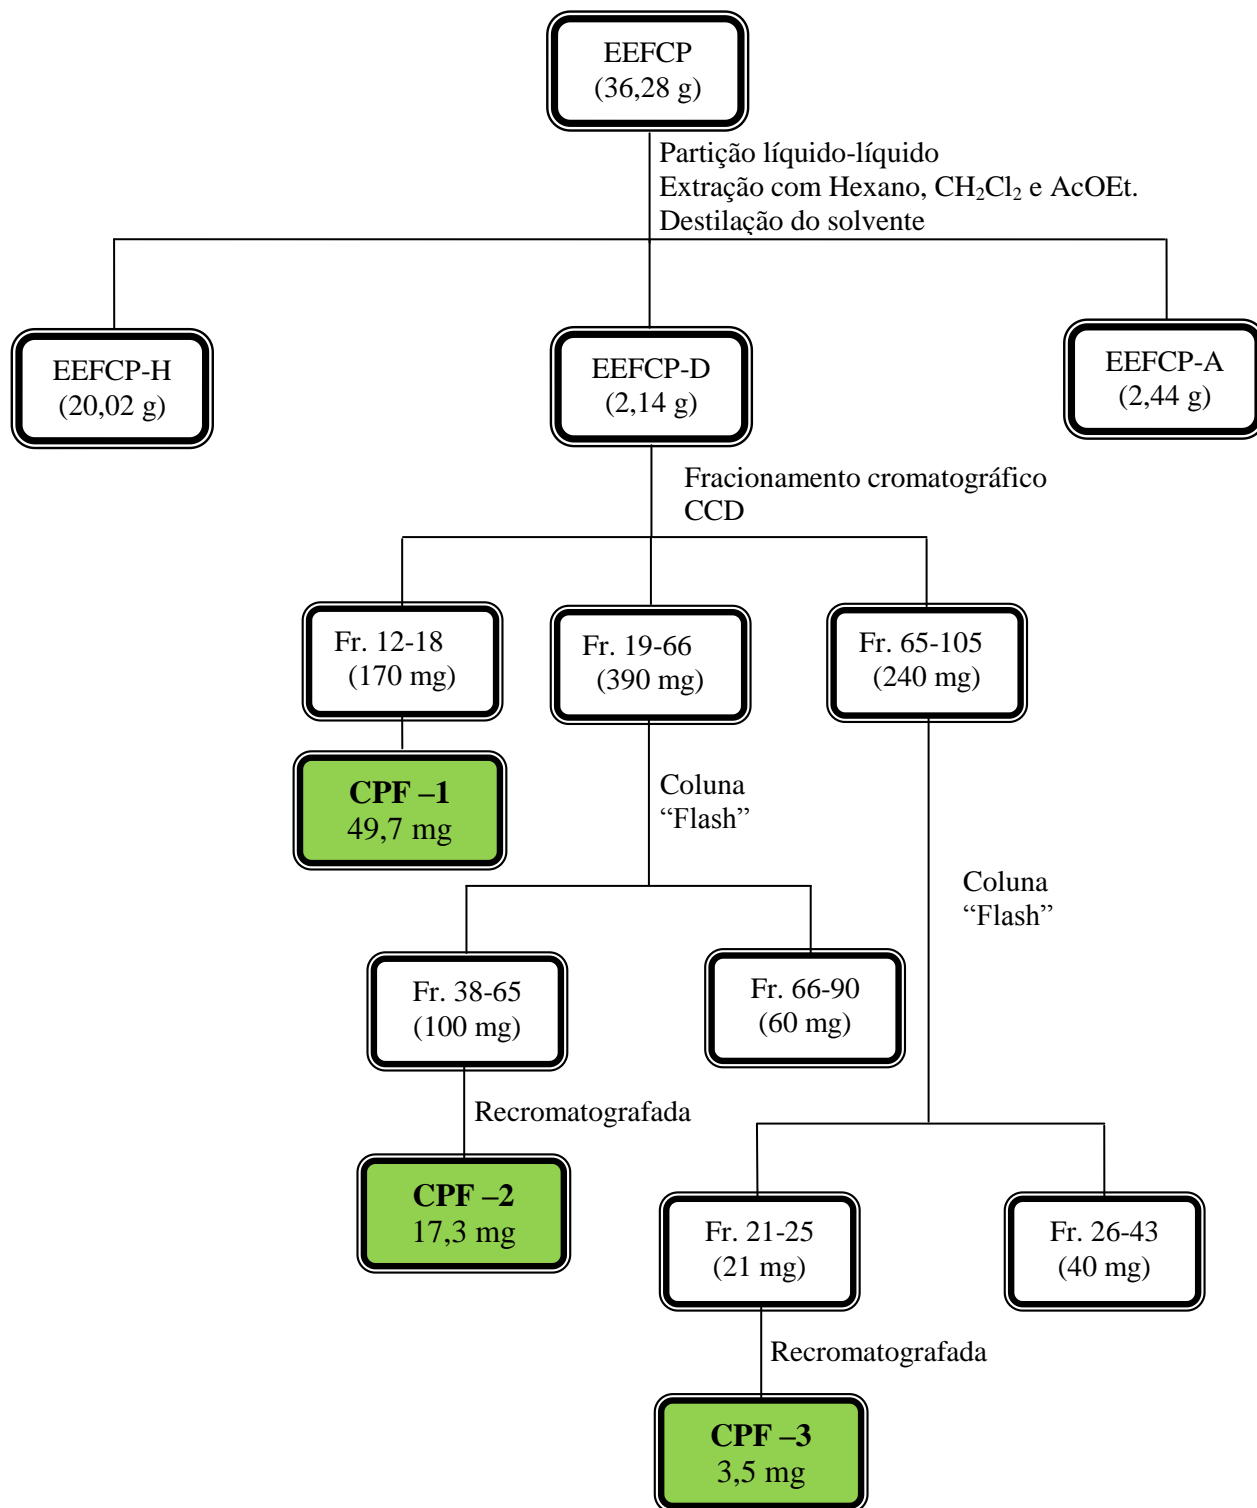 EEFCP
(36,28 g)
Partição líquido-líquido
Extração com Hexano, CH₂Cl₂ e AcOEt.
Destilação do solvente
EEFCP-H
(20,02 g)
EEFCP-D
(2,14 g)
EEFCP-A
(2,44 g)
Fracionamento cromatográfico
CCD
Fr. 12-18
(170 mg)
Fr. 19-66
(390 mg)
Fr. 65-105
(240 mg)
CPF –1
49,7 mg
Coluna
“Flash”
Coluna
“Flash”
Fr. 38-65
(100 mg)
Fr. 66-90
(60 mg)
Recromatografada
CPF –2
17,3 mg
Fr. 21-25
(21 mg)
Fr. 26-43
(40 mg)
Recromatografada
CPF –3
3,5 mg